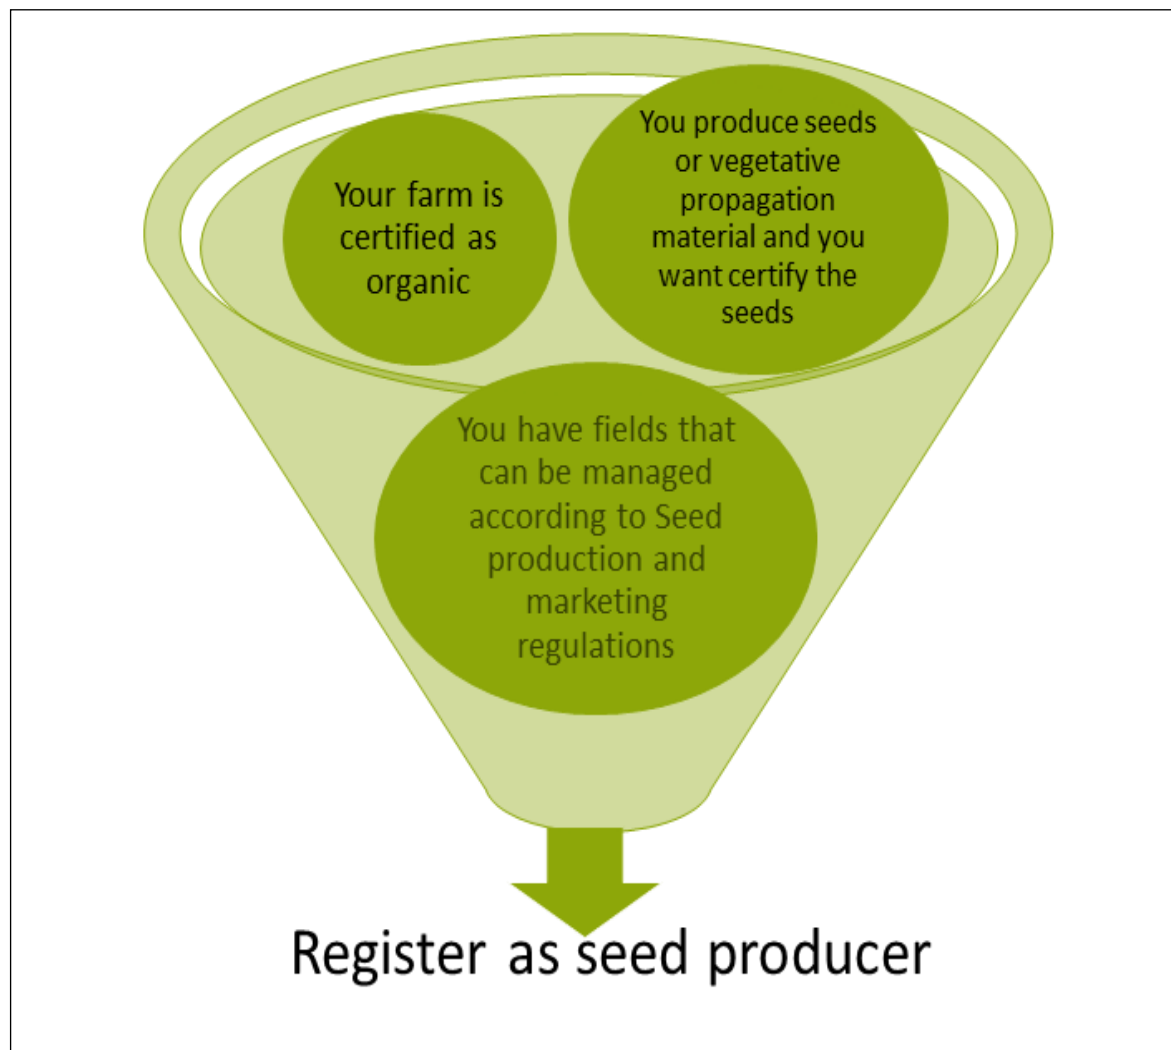 Your farm is
certified as
organic
You produce seeds
or vegetative
propagation
material and you
want certify the
seeds
You have fields that
can be managed
according to Seed
production and
marketing
regulations
Register as seed producer